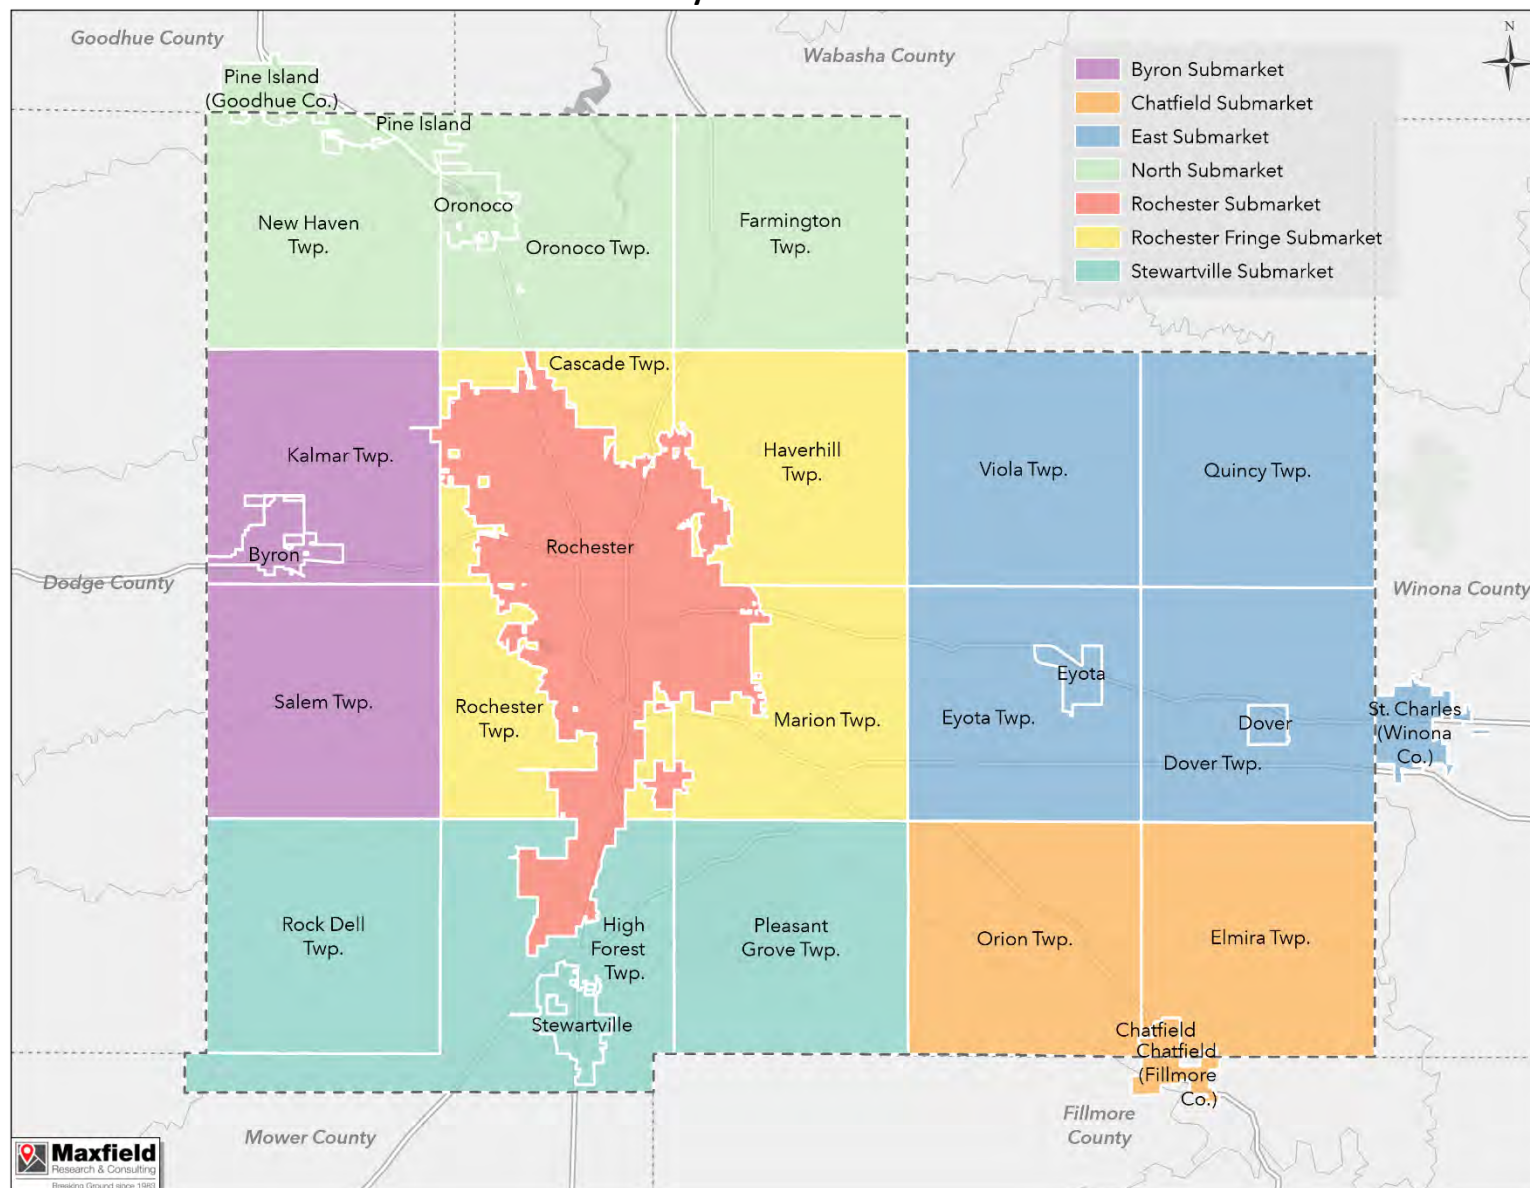 Goodhue County
Wabasha County
N
Pine Island
(Goodhue Co.)
Pine Island
Byron Submarket
Chatfield Submarket
East Submarket
North Submarket
Rochester Submarket
Rochester Fringe Submarket
Stewartville Submarket
New Haven
Twp.
Oronoco
Oronoco Twp.
Farmington
Twp.
Cascade Twp.
Kalmar Twp.
Haverhill
Twp.
Viola Twp.
Quincy Twp.
Byron
Rochester
Dodge County
Winona County
Salem Twp.
Rochester
Twp.
Marion Twp.
Eyota
Eyota Twp.
Dover
Dover Twp.
St. Charles
(Winona
Co.)
Rock Dell
Twp.
High
Forest
Twp.
Pleasant
Grove Twp.
Orion Twp.
Elmira Twp.
Stewartville
Chatfield
Chatfield
(Fillmore
Co.)
Mower County
Fillmore
County
Maxfield
Research & Consulting
Breaking Ground since 1983